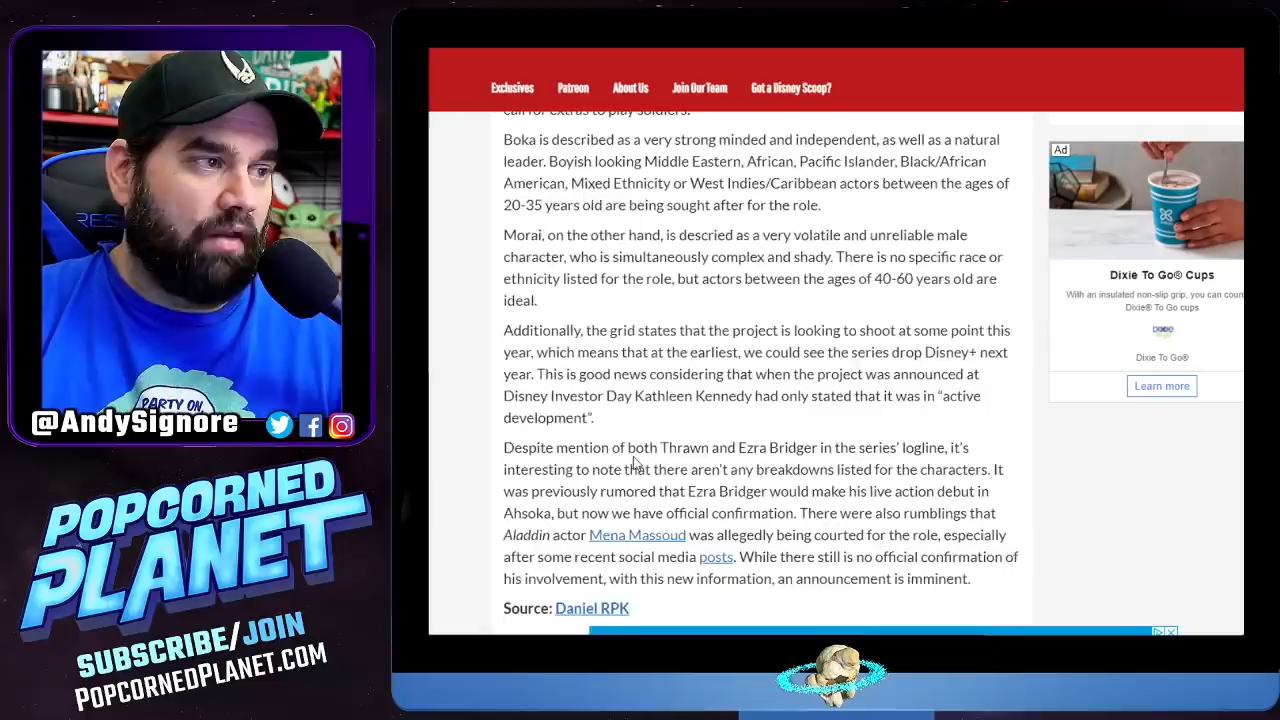 Exclusives Patreon About Us Join Our Team Got a Disney Scoop?
call for extras to play soldiers.
Boka is described as a very strong minded and independent, as well as a natural
leader. Boyish looking Middle Eastern, African, Pacific Islander, Black/African
American, Mixed Ethnicity or West Indies/Caribbean actors between the ages of
20-35 years old are being sought after for the role.
Morai, on the other hand, is descried as a very volatile and unreliable male
character, who is simultaneously complex and shady. There is no specific race or
ethnicity listed for the role, but actors between the ages of 40-60 years old are
ideal.
Additionally, the grid states that the project is looking to shoot at some point this
year, which means that at the earliest, we could see the series drop Disney+ next
year. This is good news considering that when the project was announced at
Disney Investor Day Kathleen Kennedy had only stated that it was in “active
development”.
Despite mention of both Thrawn and Ezra Bridger in the series’ logline, it’s
interesting to note that there aren’t any breakdowns listed for the characters. It
was previously rumored that Ezra Bridger would make his live action debut in
Ahsoka, but now we have official confirmation. There were also rumblings that
Aladdin actor Mena Massoud was allegedly being courted for the role, especially
after some recent social media posts. While there still is no official confirmation of
his involvement, with this new information, an announcement is imminent.
Source: Daniel RPK
Ad
Dixie To Go® Cups
With an insulated non-slip grip, you can coun
Dixie® To Go cups
Dixie To Go®
Learn more
PARTY ON
@AndySignore
POPCORNED
PLANET
SUBSCRIBE/JOIN
POPCORNEDPLANET.COM